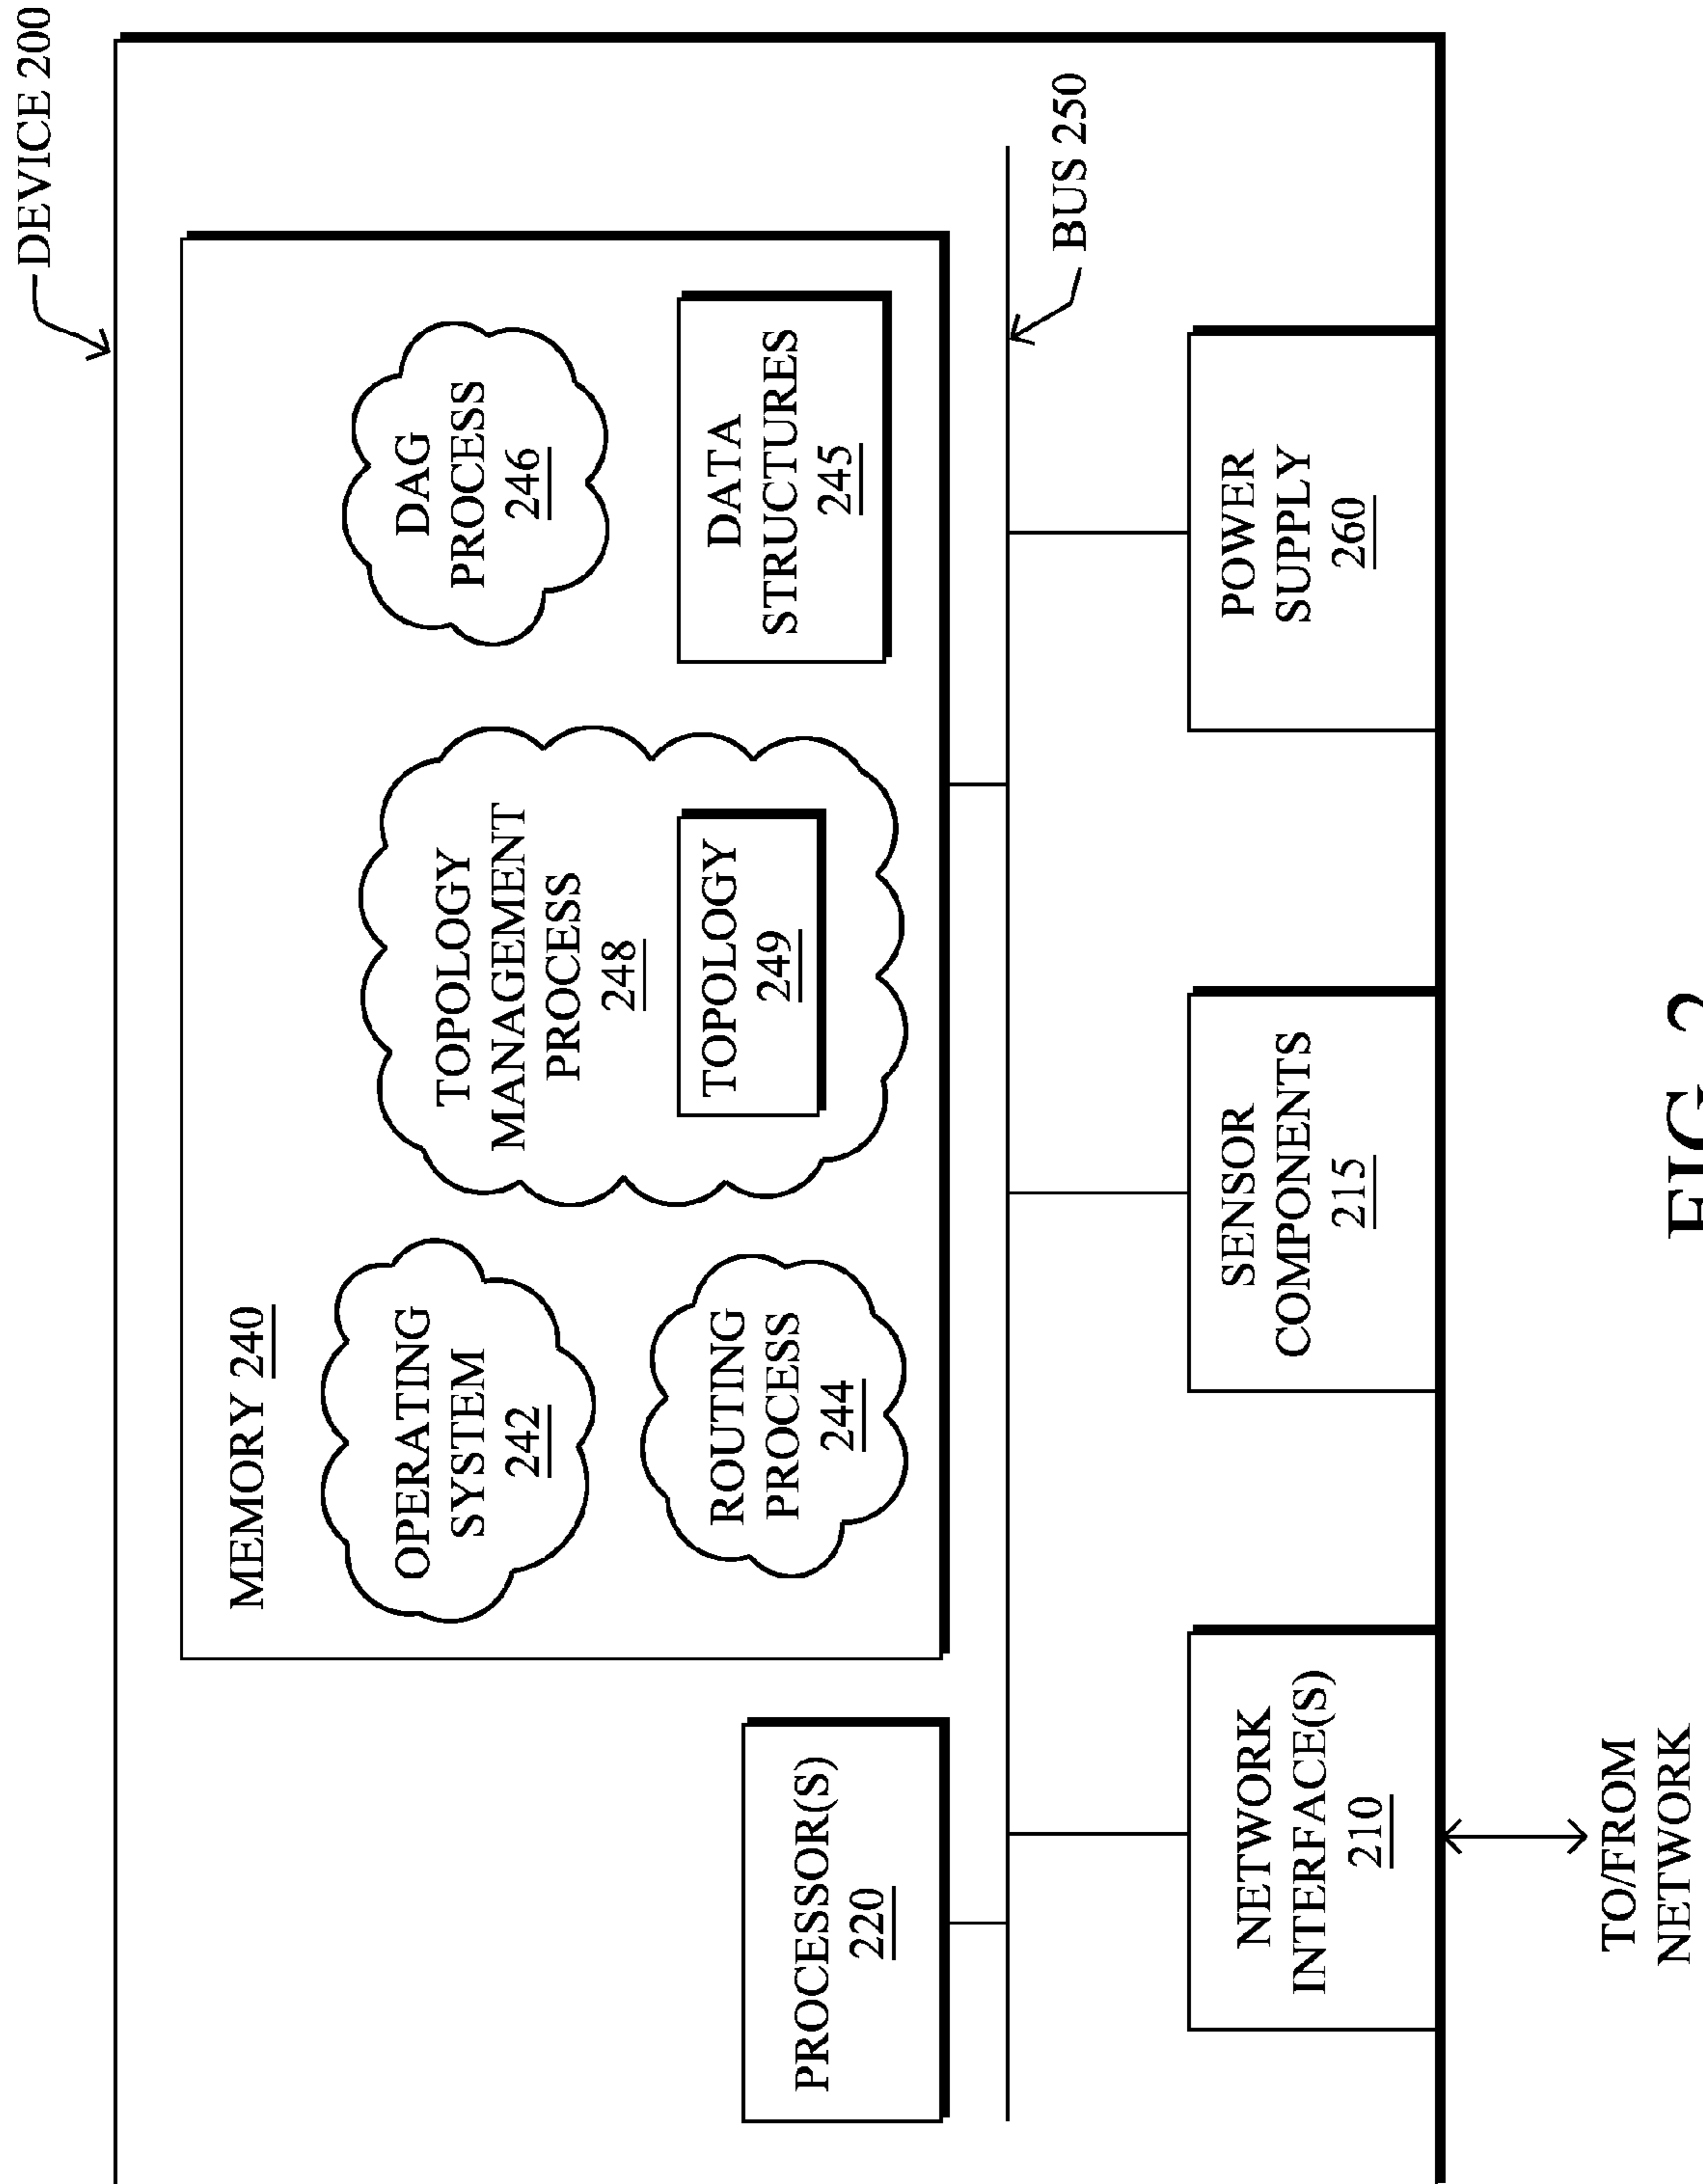 DEVICE 200
MEMORY 240
OPERATING
SYSTEM
242
ROUTING
PROCESS
244
TOPOLOGY
MANAGEMENT
PROCESS
248
TOPOLOGY
249
DAG
PROCESS
246
DATA
STRUCTURES
245
PROCESSOR(S)
220
BUS 250
NETWORK
INTERFACE(S)
210
SENSOR
COMPONENTS
215
POWER
SUPPLY
260
TO/FROM
NETWORK
FIG. 2